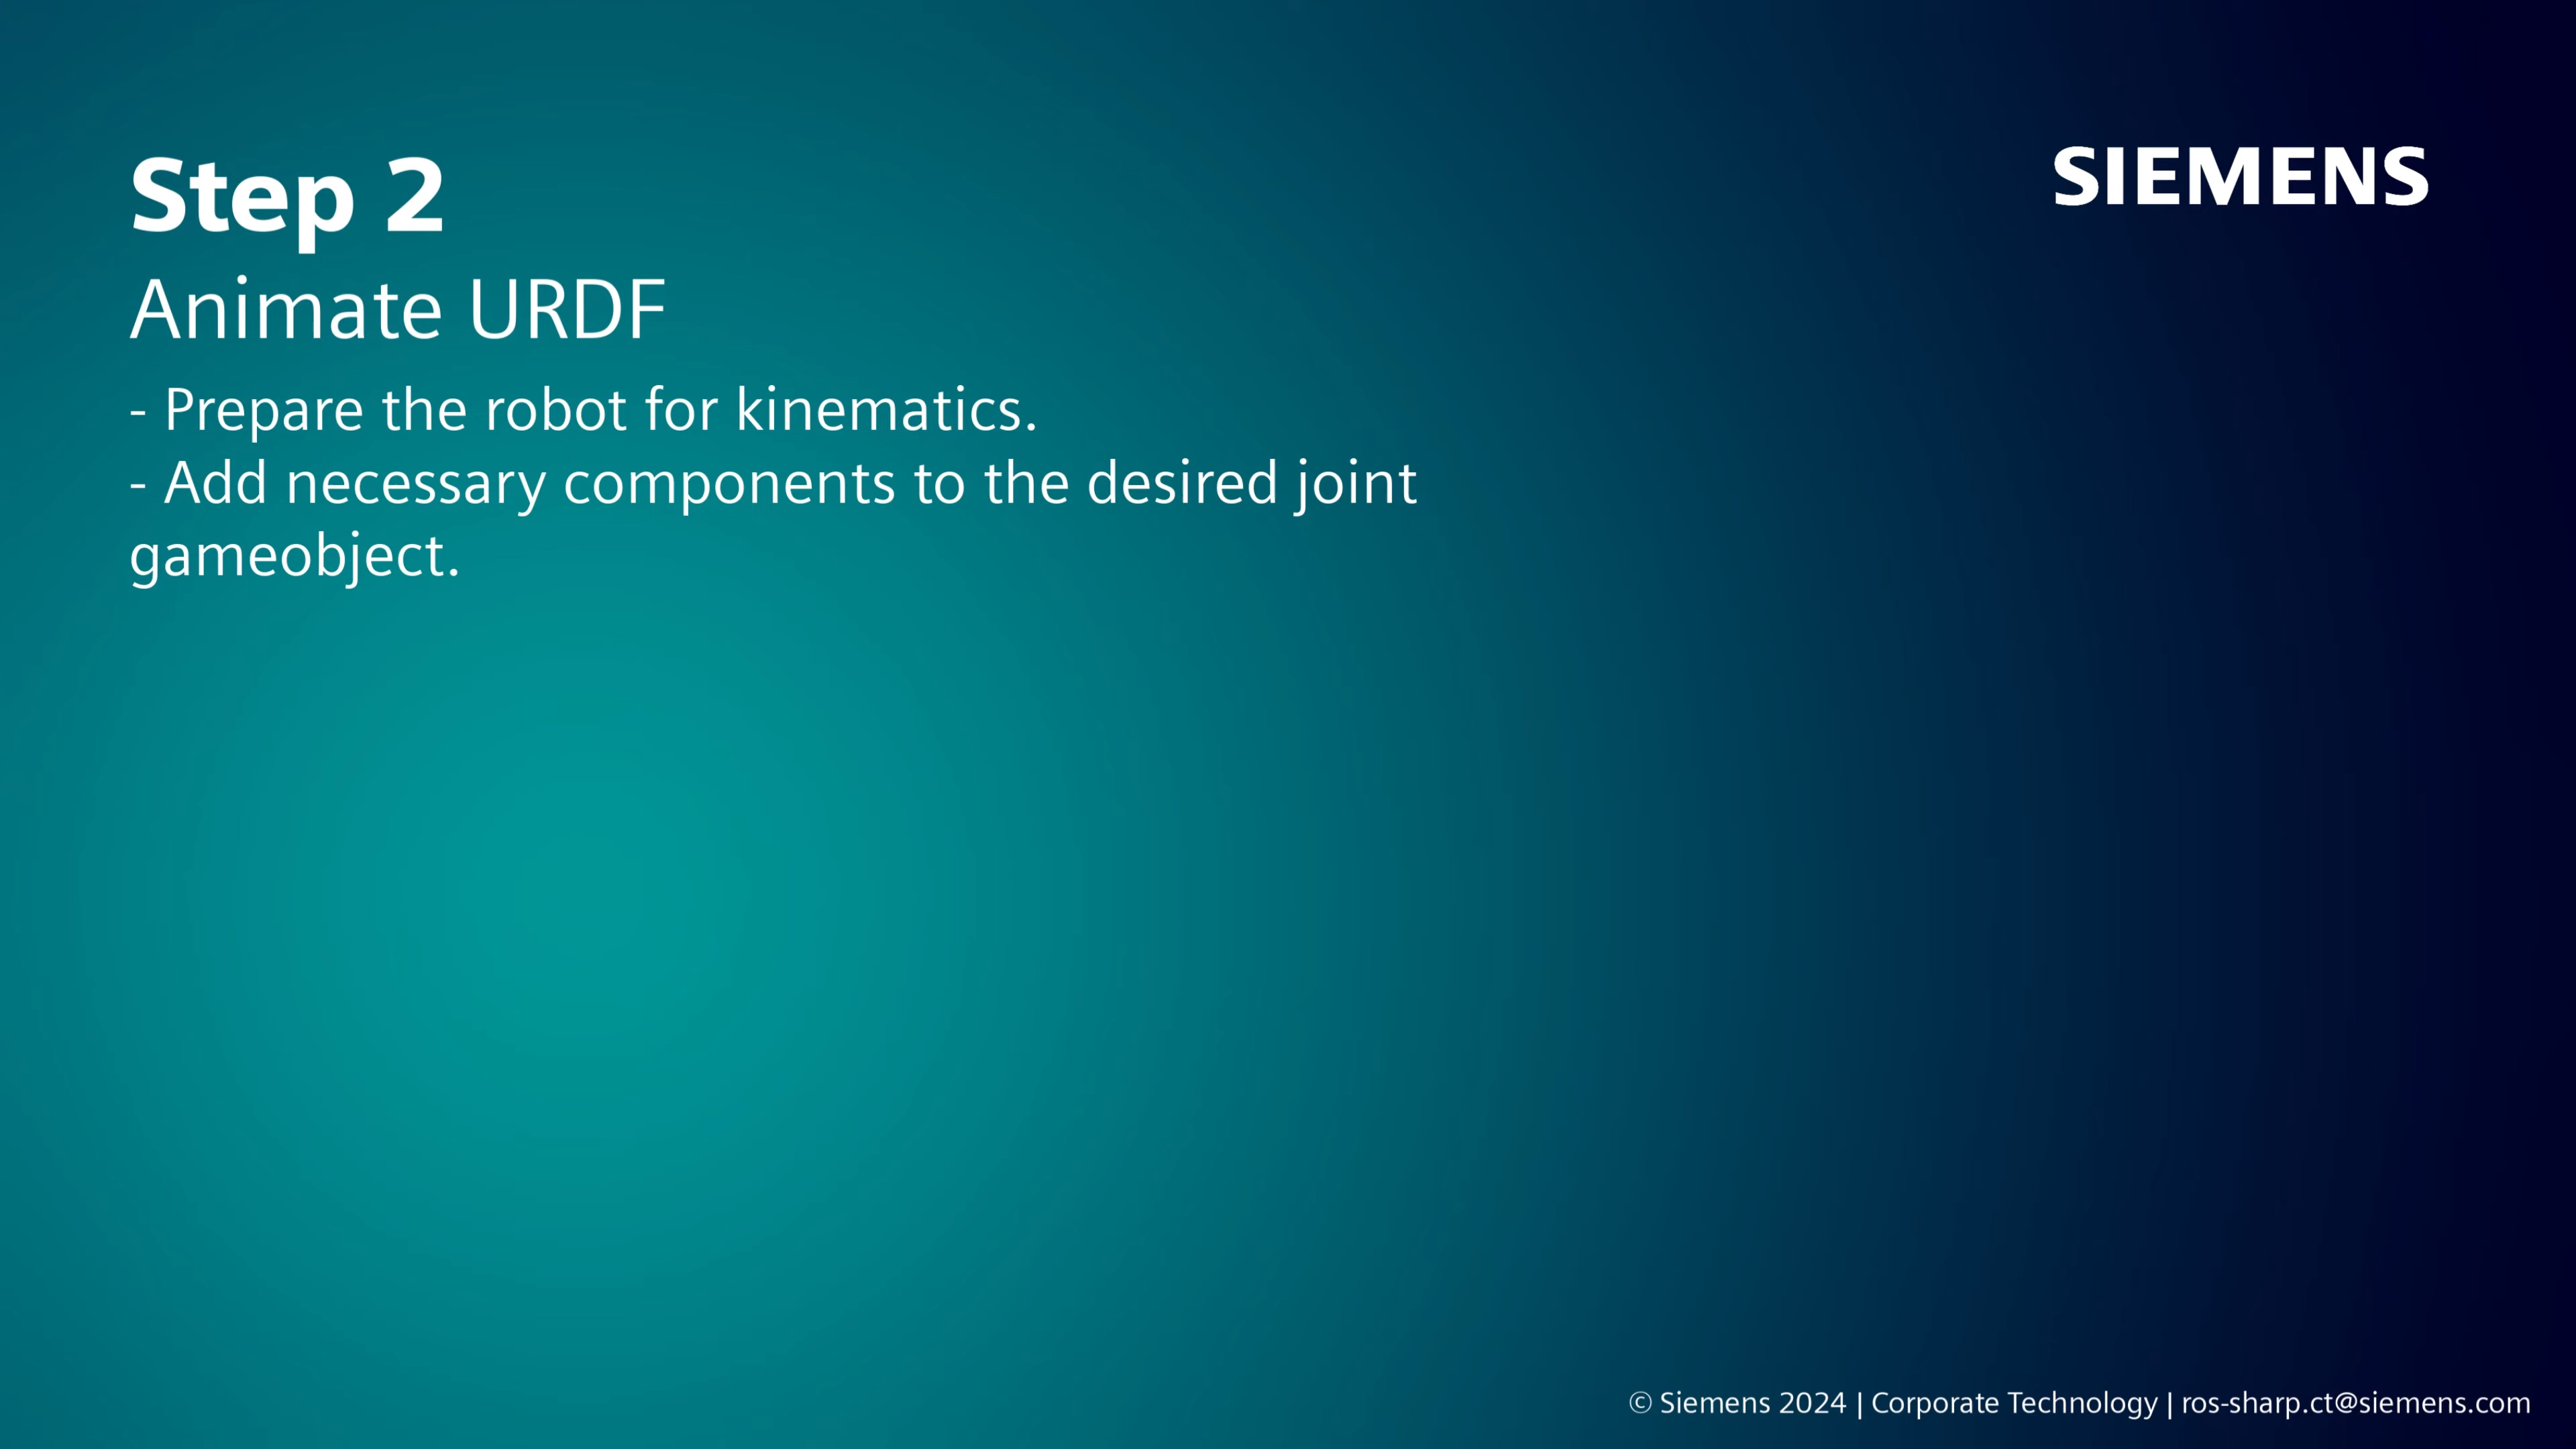 Step 2
SIEMENS
Animate URDF
- Prepare the robot for kinematics.
- Add necessary components to the desired joint
gameobject.
© Siemens 2024 | Corporate Technology | ros-sharp.ct@siemens.com